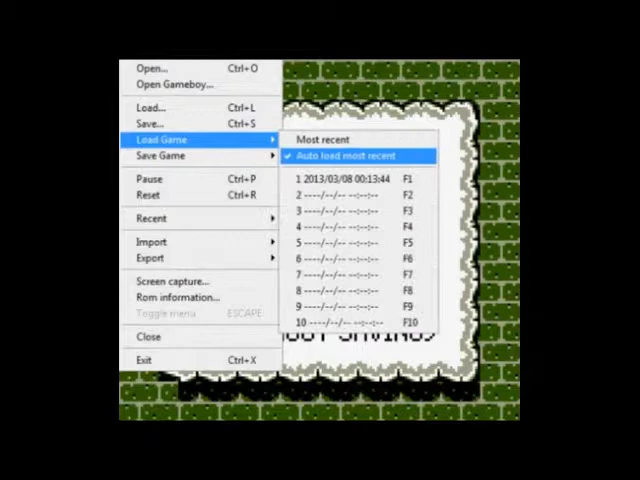 Open... Ctrl+O
Open Gameboy...
Load... Ctrl+L
Save... Ctrl+S
Load Game
Save Game
Pause Ctrl+P
Reset Ctrl+R
Recent
Import
Export
Screen capture...
Rom information...
Toggle menu ESCAPE
Close
Exit Ctrl+X
Most recent
Auto load most recent
1 2013/03/08 00:13:44 F1
2 ----/--/-- --:--:-- F2
3 ----/--/-- --:--:-- F3
4 ----/--/-- --:--:-- F4
5 ----/--/-- --:--:-- F5
6 ----/--/-- --:--:-- F6
7 ----/--/-- --:--:-- F7
8 ----/--/-- --:--:-- F8
9 ----/--/-- --:--:-- F9
10 ----/--/-- --:--:-- F10